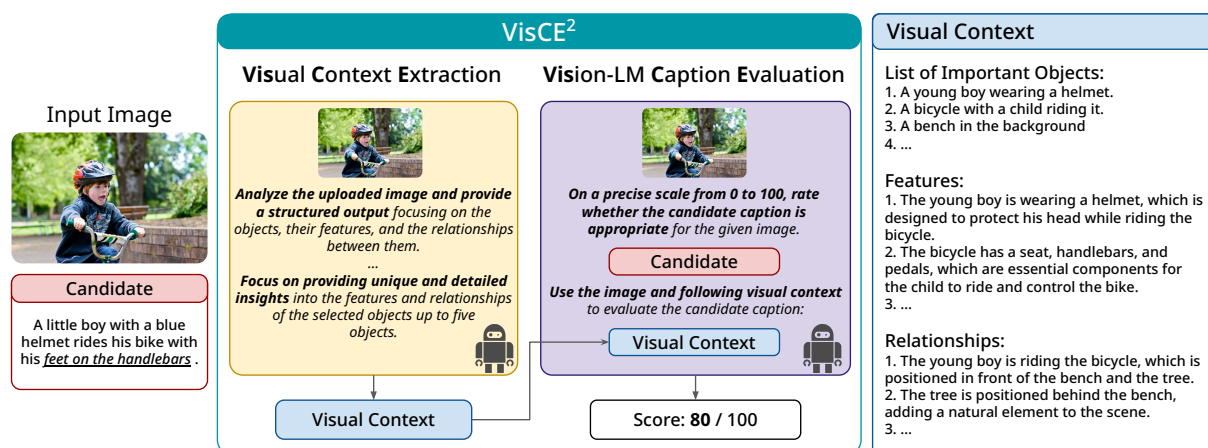 VisCE²
Visual Context Extraction
Vision-LM Caption Evaluation
Input Image
Candidate
A little boy with a blue
helmet rides his bike with
his feet on the handlebars .
Analyze the uploaded image and provide
a structured output focusing on the
objects, their features, and the relationships
between them.
...
Focus on providing unique and detailed
insights into the features and relationships
of the selected objects up to five
objects.
Visual Context
On a precise scale from 0 to 100, rate
whether the candidate caption is
appropriate for the given image.
Candidate
Use the image and following visual context
to evaluate the candidate caption:
Visual Context
Score: 80 / 100
Visual Context
List of Important Objects:
1. A young boy wearing a helmet.
2. A bicycle with a child riding it.
3. A bench in the background
4. ...
Features:
1. The young boy is wearing a helmet, which is
designed to protect his head while riding the
bicycle.
2. The bicycle has a seat, handlebars, and
pedals, which are essential components for
the child to ride and control the bike.
3. ...
Relationships:
1. The young boy is riding the bicycle, which is
positioned in front of the bench and the tree.
2. The tree is positioned behind the bench,
adding a natural element to the scene.
3. ...